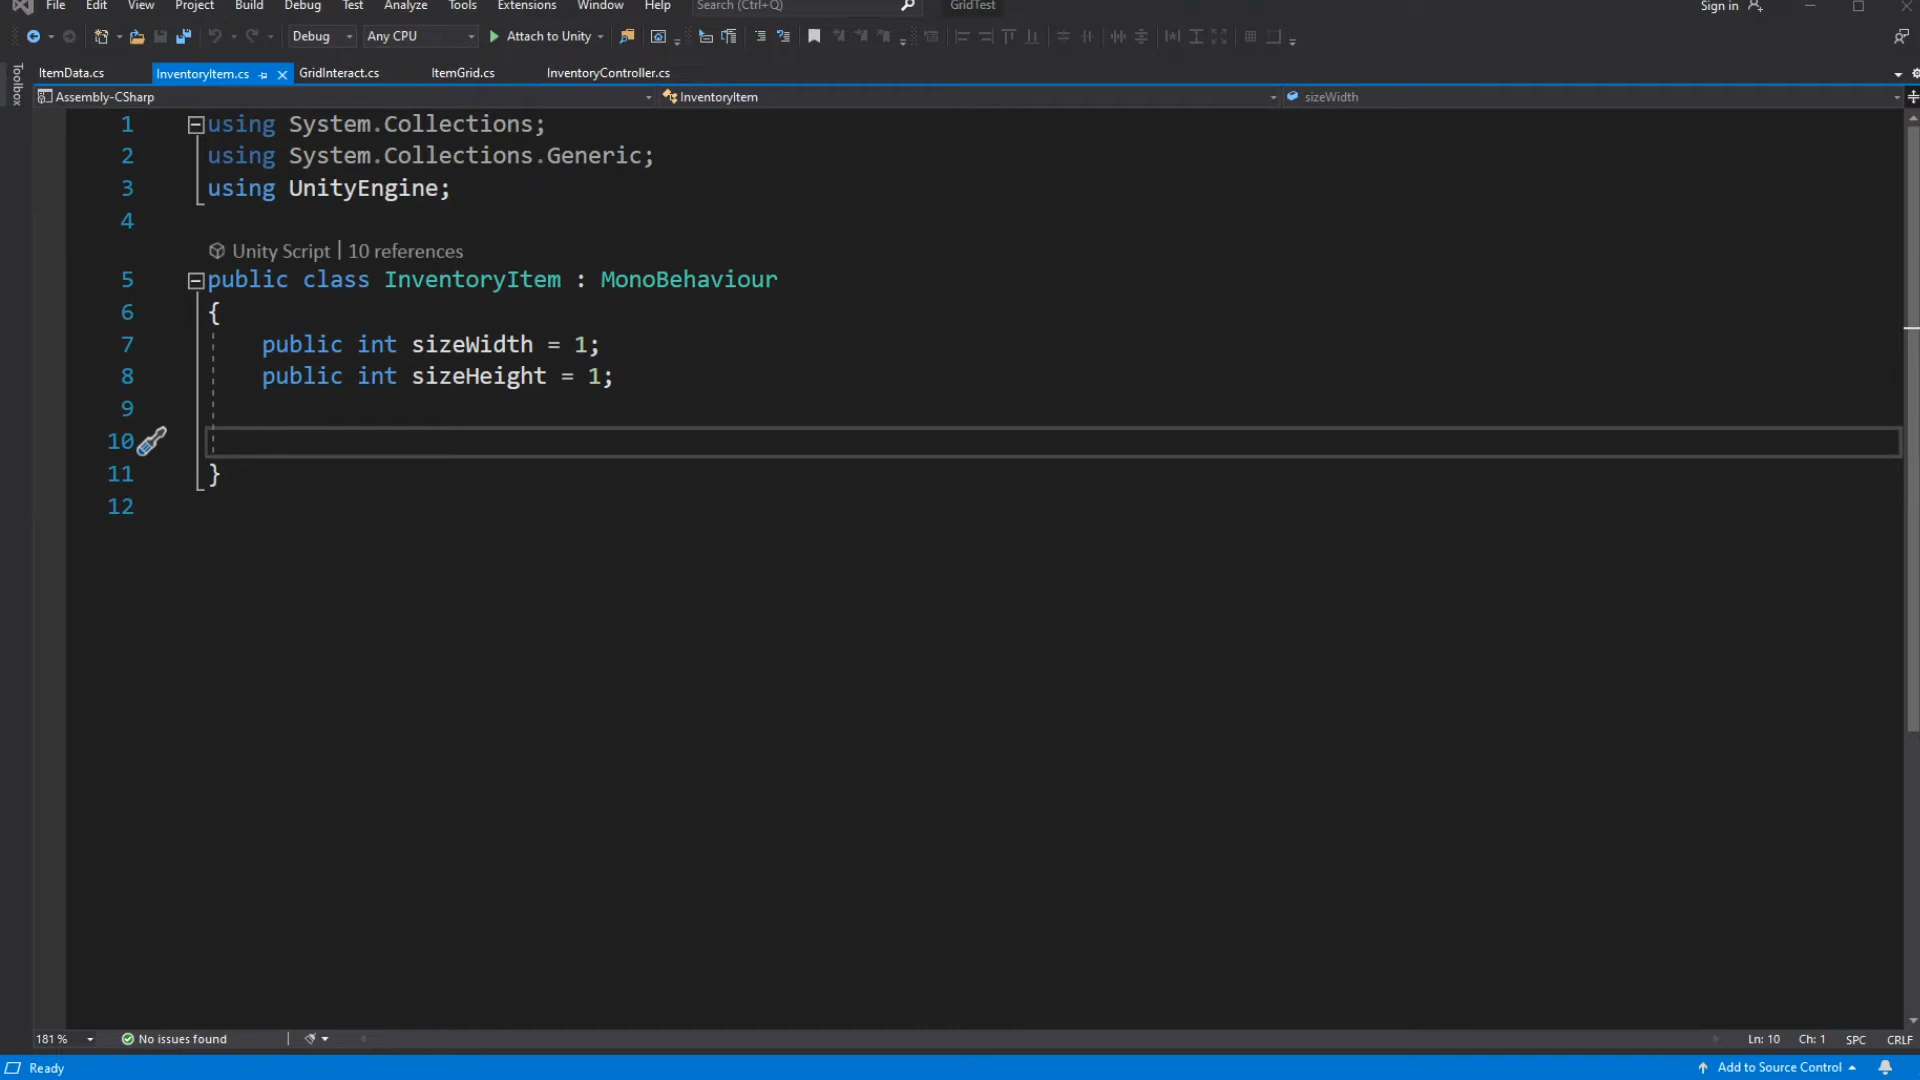 File Edit View Project Build Debug Test Analyze Tools Extensions Window Help Search (Ctrl+Q) GridTest Sign in
Debug Any CPU Attach to Unity
Toolbox
ItemData.cs InventoryItem.cs GridInteract.cs ItemGrid.cs InventoryController.cs
Assembly-CSharp InventoryItem sizeWidth
1 using System.Collections;
2 using System.Collections.Generic;
3 using UnityEngine;
4
Unity Script | 10 references
5 public class InventoryItem : MonoBehaviour
6 {
7 public int sizeWidth = 1;
8 public int sizeHeight = 1;
9
10
11 }
12
181 % No issues found Ln: 10 Ch: 1 SPC CRLF
Ready Add to Source Control